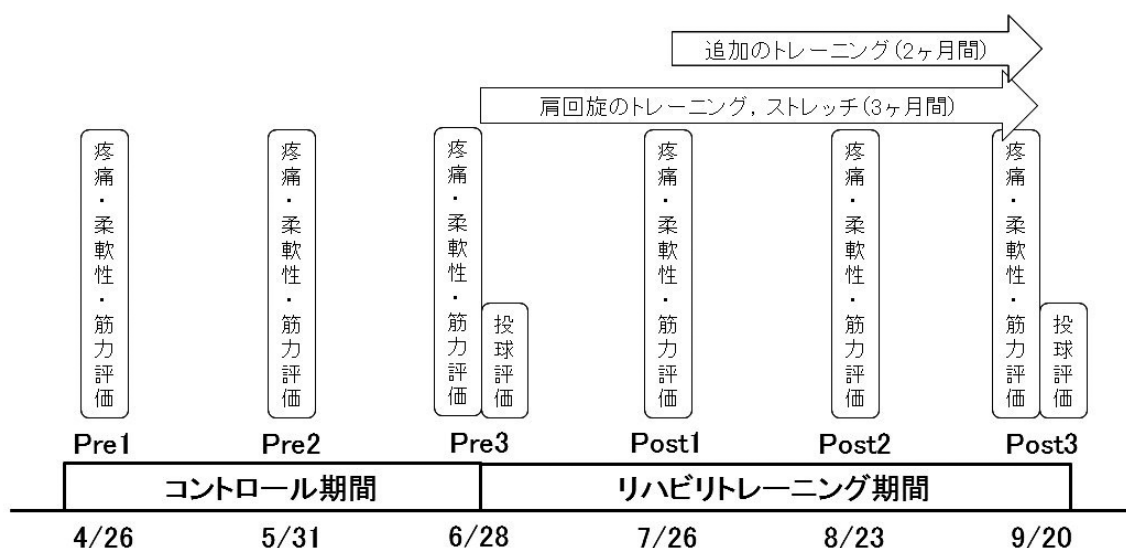 追加のトレーニング(2ヶ月間)
肩回旋のトレーニング, ストレッチ(3ヶ月間)
疼痛・柔軟性・筋力評価
疼痛・柔軟性・筋力評価
疼痛・柔軟性・筋力評価
投球評価
疼痛・柔軟性・筋力評価
疼痛・柔軟性・筋力評価
疼痛・柔軟性・筋力評価
投球評価
Pre1 Pre2 Pre3 Post1 Post2 Post3
コントロール期間 リハビリトレーニング期間
4/26 5/31 6/28 7/26 8/23 9/20